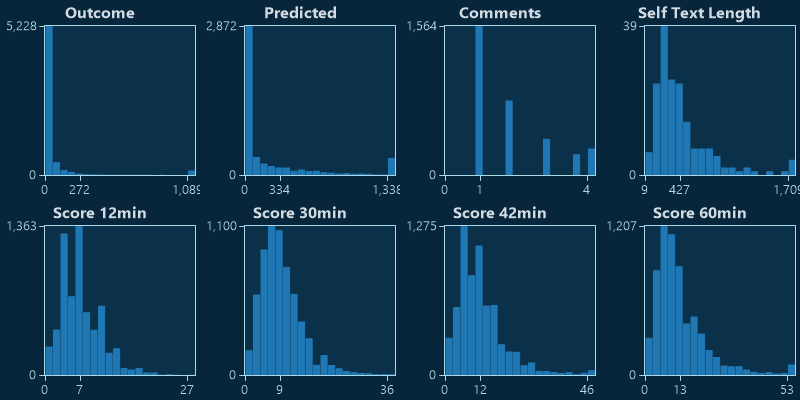 Outcome
5,228
0
0 272 1,089
Predicted
2,872
0
0 334 1,338
Comments
1,564
0
0 1 4
Self Text Length
39
0
9 427 1,709
Score 12min
1,363
0
0 7 27
Score 30min
1,100
0
0 9 36
Score 42min
1,275
0
0 12 46
Score 60min
1,207
0
0 13 53